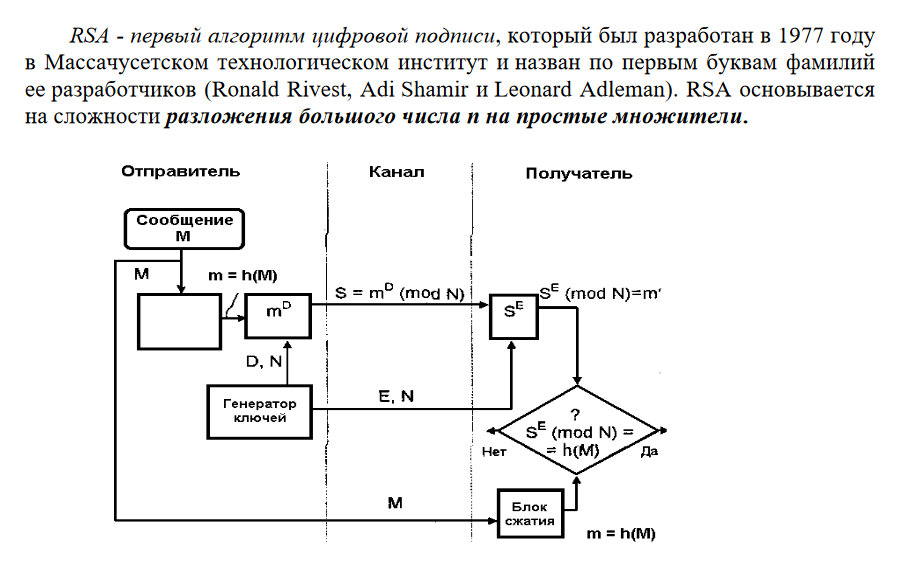 RSA - первый алгоритм цифровой подписи, который был разработан в 1977 году
в Массачусетском технологическом институт и назван по первым буквам фамилий
ее разработчиков (Ronald Rivest, Adi Shamir и Leonard Adleman). RSA основывается
на сложности разложения большого числа n на простые множители.
Отправитель
Канал
Получатель
Сообщение
M
M
m = h(M)
m^D
S = m^D (mod N)
S^E
S^E (mod N)=m'
D, N
Генератор
ключей
E, N
?
S^E (mod N) =
= h(M)
Нет
Да
M
Блок
сжатия
m = h(M)